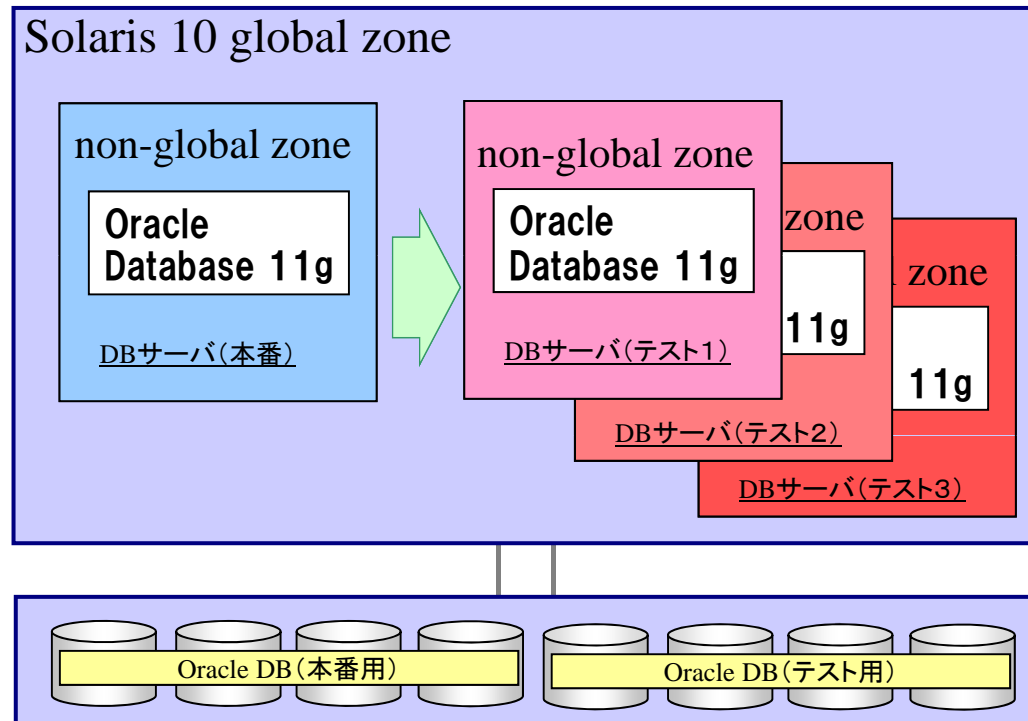 Solaris 10 global zone
non-global zone
Oracle
Database 11g
DBサーバ(本番)
non-global zone
Oracle
Database 11g
DBサーバ(テスト1)
zone
11g
DBサーバ(テスト2)
l zone
11g
DBサーバ(テスト3)
Oracle DB(本番用)
Oracle DB(テスト用)